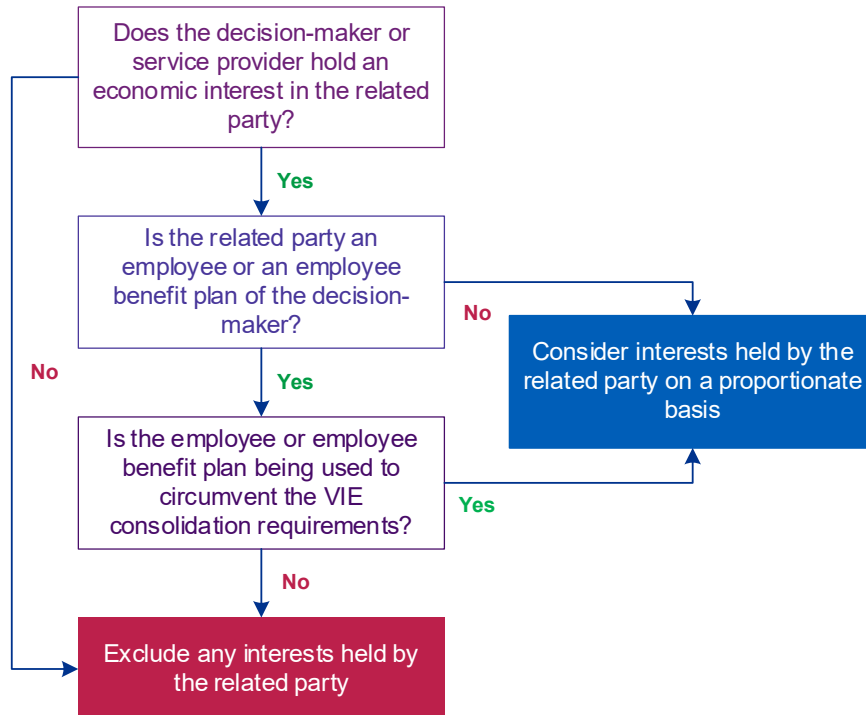 Does the decision-maker or
service provider hold an
economic interest in the related
party?
Yes
Is the related party an
employee or an employee
benefit plan of the decision-
maker?
No
Consider interests held by the
related party on a proportionate
basis
No
Yes
Is the employee or employee
benefit plan being used to
circumvent the VIE
consolidation requirements?
Yes
No
Exclude any interests held by
the related party